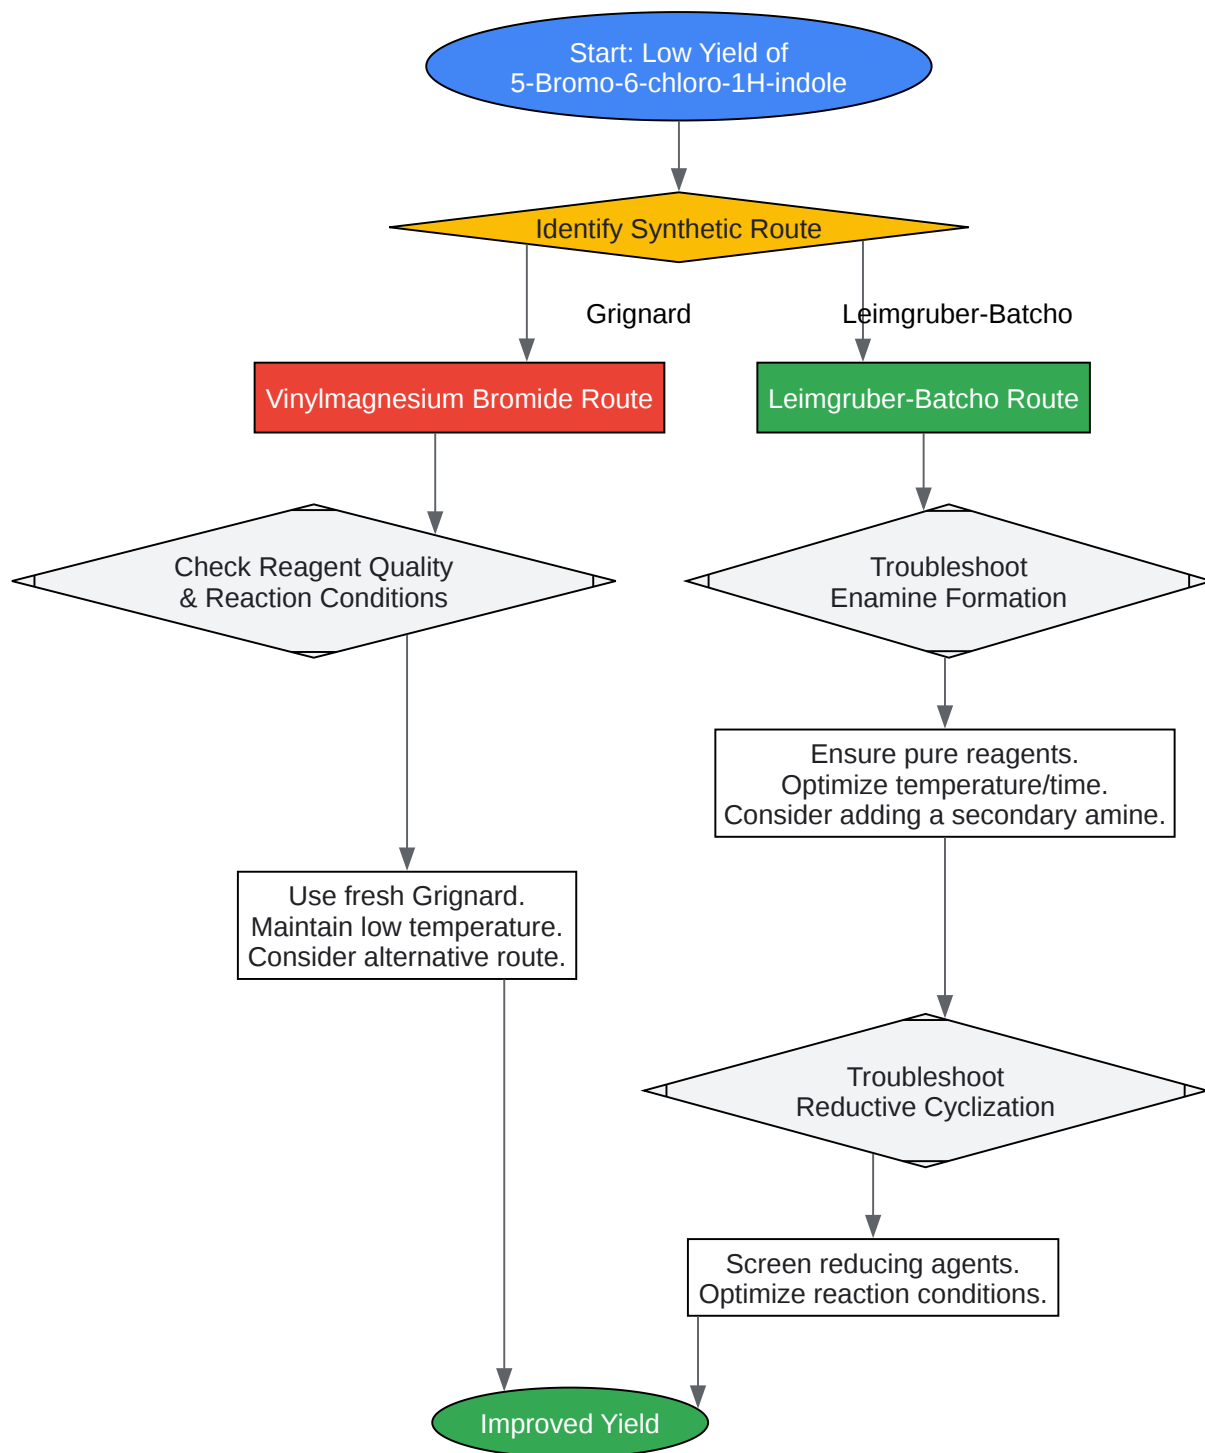 Start: Low Yield of
5-Bromo-6-chloro-1H-indole
Identify Synthetic Route
Grignard
Leimgruber-Batcho
Vinylmagnesium Bromide Route
Leimgruber-Batcho Route
Check Reagent Quality
& Reaction Conditions
Troubleshoot
Enamine Formation
Ensure pure reagents.
Optimize temperature/time.
Consider adding a secondary amine.
Use fresh Grignard.
Maintain low temperature.
Consider alternative route.
Troubleshoot
Reductive Cyclization
Screen reducing agents.
Optimize reaction conditions.
Improved Yield